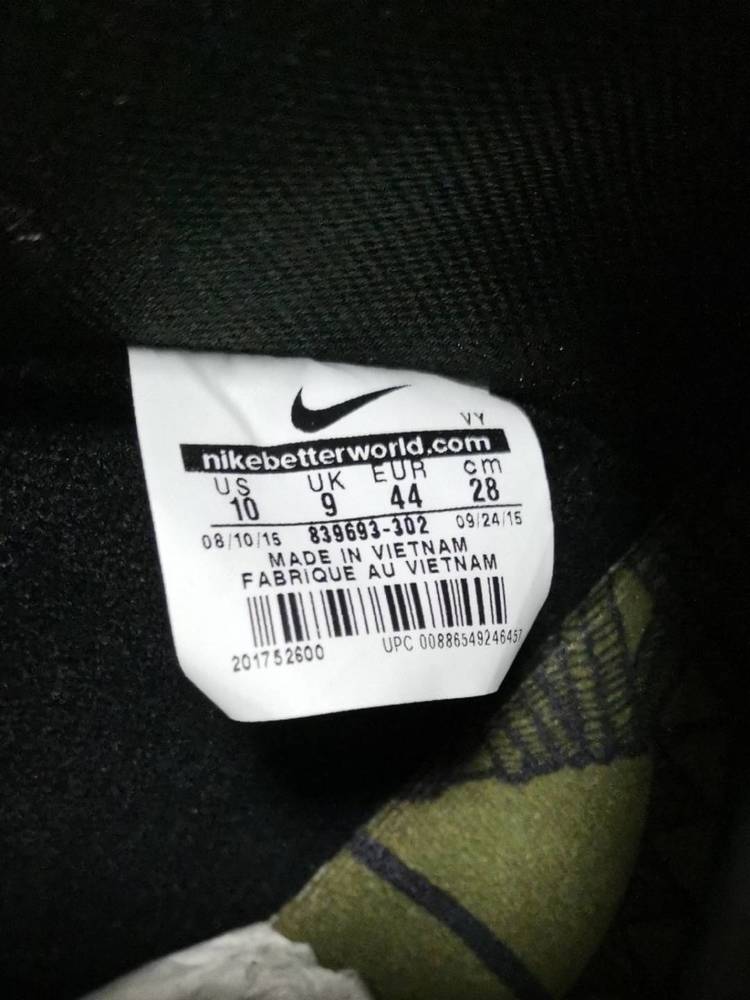 VY
nikebetterworld.com
US UK EUR cm
10 9 44 28
08/10/15 839693-302 09/24/15
MADE IN VIETNAM
FABRIQUE AU VIETNAM
201752600 UPC 00886549246457